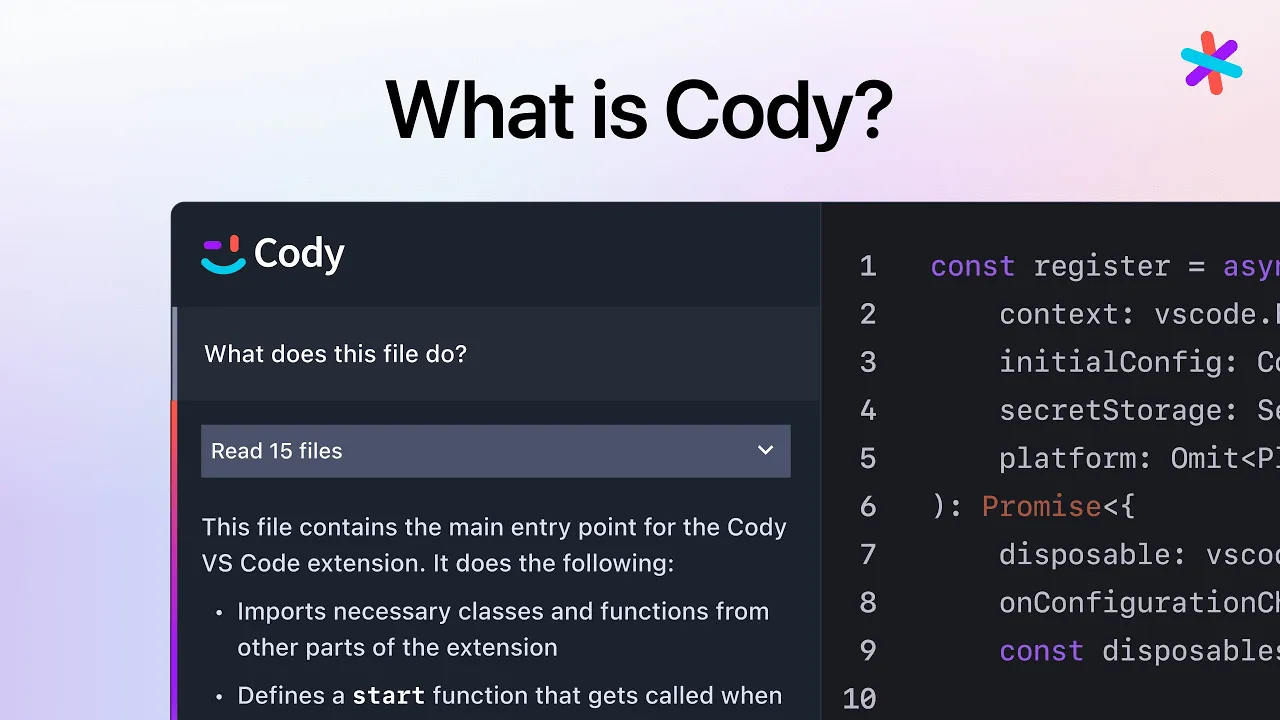 What is Cody?
Cody
What does this file do?
Read 15 files
This file contains the main entry point for the Cody
VS Code extension. It does the following:
• Imports necessary classes and functions from
other parts of the extension
• Defines a start function that gets called when
1 const register = asyn
2 context: vscode.
3 initialConfig: Co
4 secretStorage: Se
5 platform: Omit<Pl
6 ): Promise<{
7 disposable: vscod
8 onConfigurationCh
9 const disposables
10